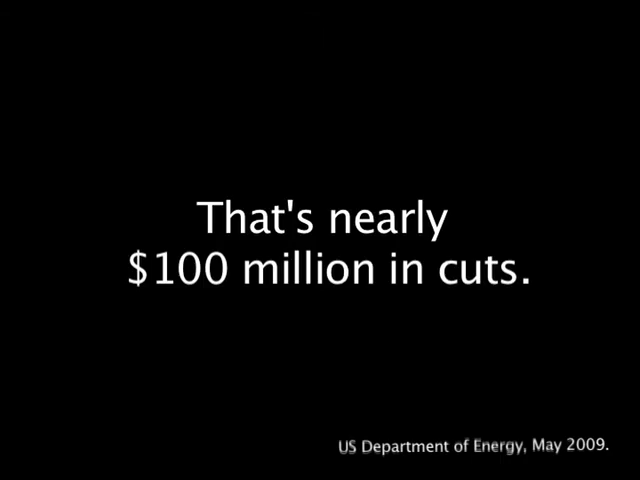 That's nearly
$100 million in cuts.
US Department of Energy, May 2009.